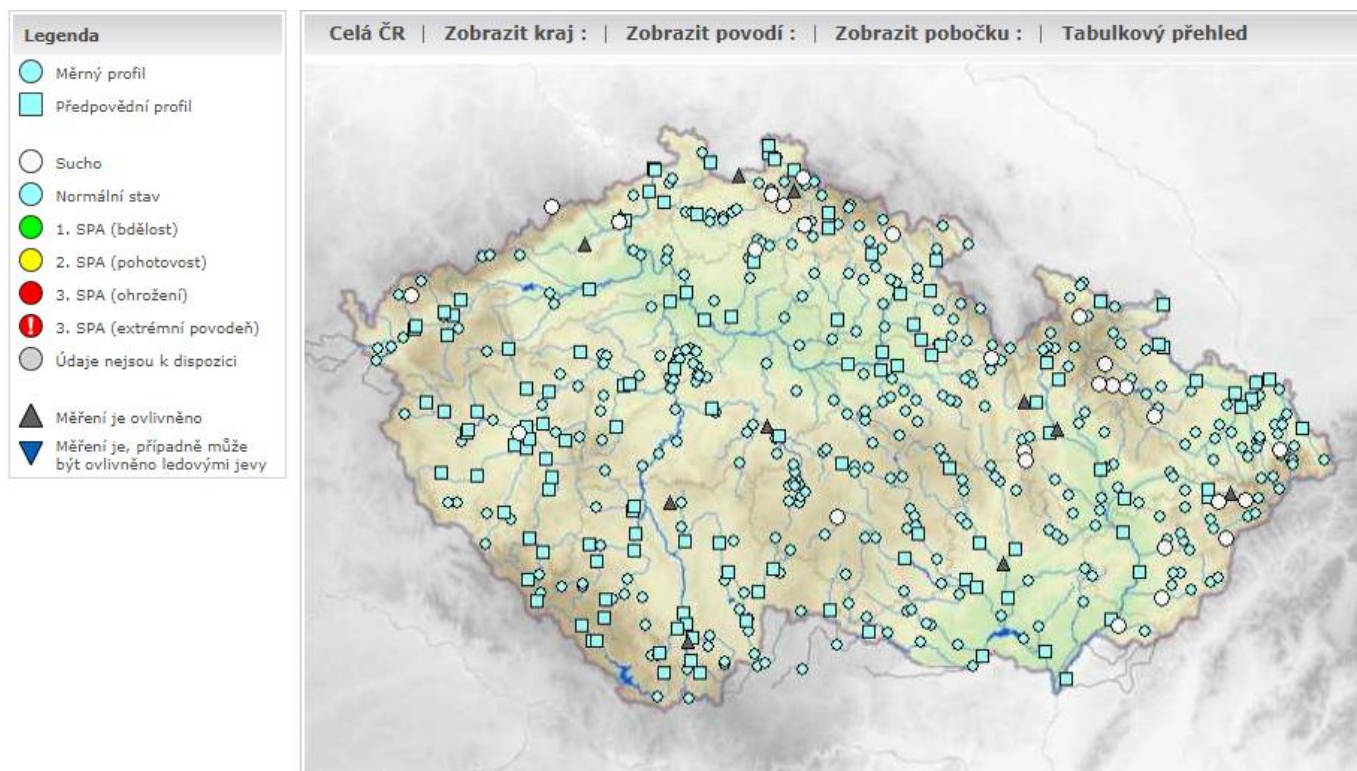 Legenda
Měrný profil
Předpovědní profil
Sucho
Normální stav
1. SPA (bdělost)
2. SPA (pohotovost)
3. SPA (ohrožení)
3. SPA (extrémní povodeň)
Údaje nejsou k dispozici
Měření je ovlivněno
Měření je, případně může
být ovlivněno ledovými jevy
Celá ČR | Zobrazit kraj : | Zobrazit povodí : | Zobrazit pobočku : | Tabulkový přehled